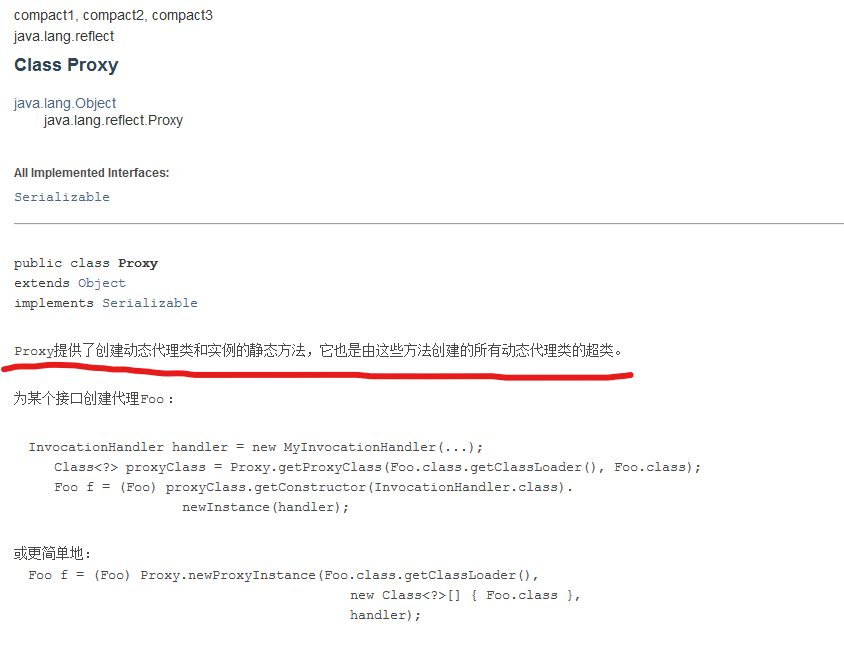 compact1, compact2, compact3
java.lang.reflect
Class Proxy
java.lang.Object
java.lang.reflect.Proxy
All Implemented Interfaces:
Serializable
public class Proxy
extends Object
implements Serializable
Proxy提供了创建动态代理类和实例的静态方法，它也是由这些方法创建的所有动态代理类的超类。
为某个接口创建代理Foo：
InvocationHandler handler = new MyInvocationHandler(...);
Class<?> proxyClass = Proxy.getProxyClass(Foo.class.getClassLoader(), Foo.class);
Foo f = (Foo) proxyClass.getConstructor(InvocationHandler.class).
newInstance(handler);
或更简单地：
Foo f = (Foo) Proxy.newProxyInstance(Foo.class.getClassLoader(),
new Class<?>[] { Foo.class },
handler);